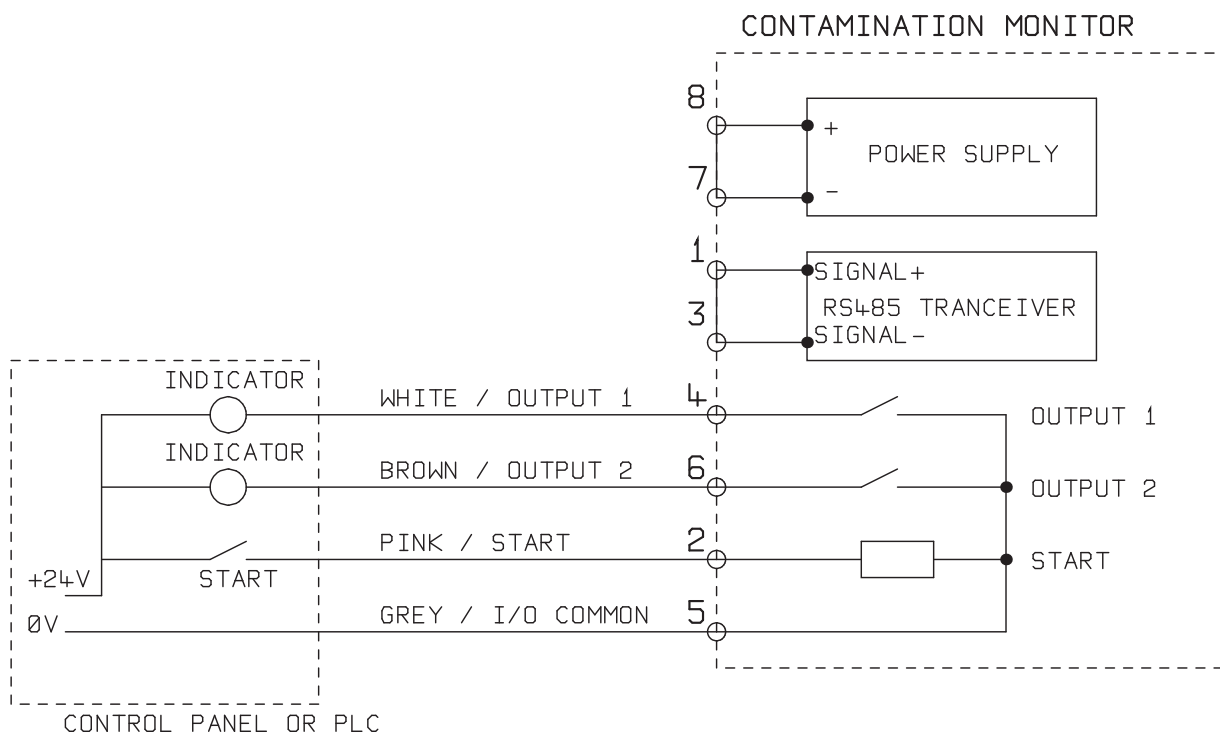 CONTAMINATION MONITOR
8
+
POWER SUPPLY
7
-
1
SIGNAL+
RS485 TRANCEIVER
3
SIGNAL-
INDICATOR
WHITE / OUTPUT 1
4
OUTPUT 1
INDICATOR
BROWN / OUTPUT 2
6
OUTPUT 2
PINK / START
2
START
START
+24V
0V
GREY / I/O COMMON
5
CONTROL PANEL OR PLC